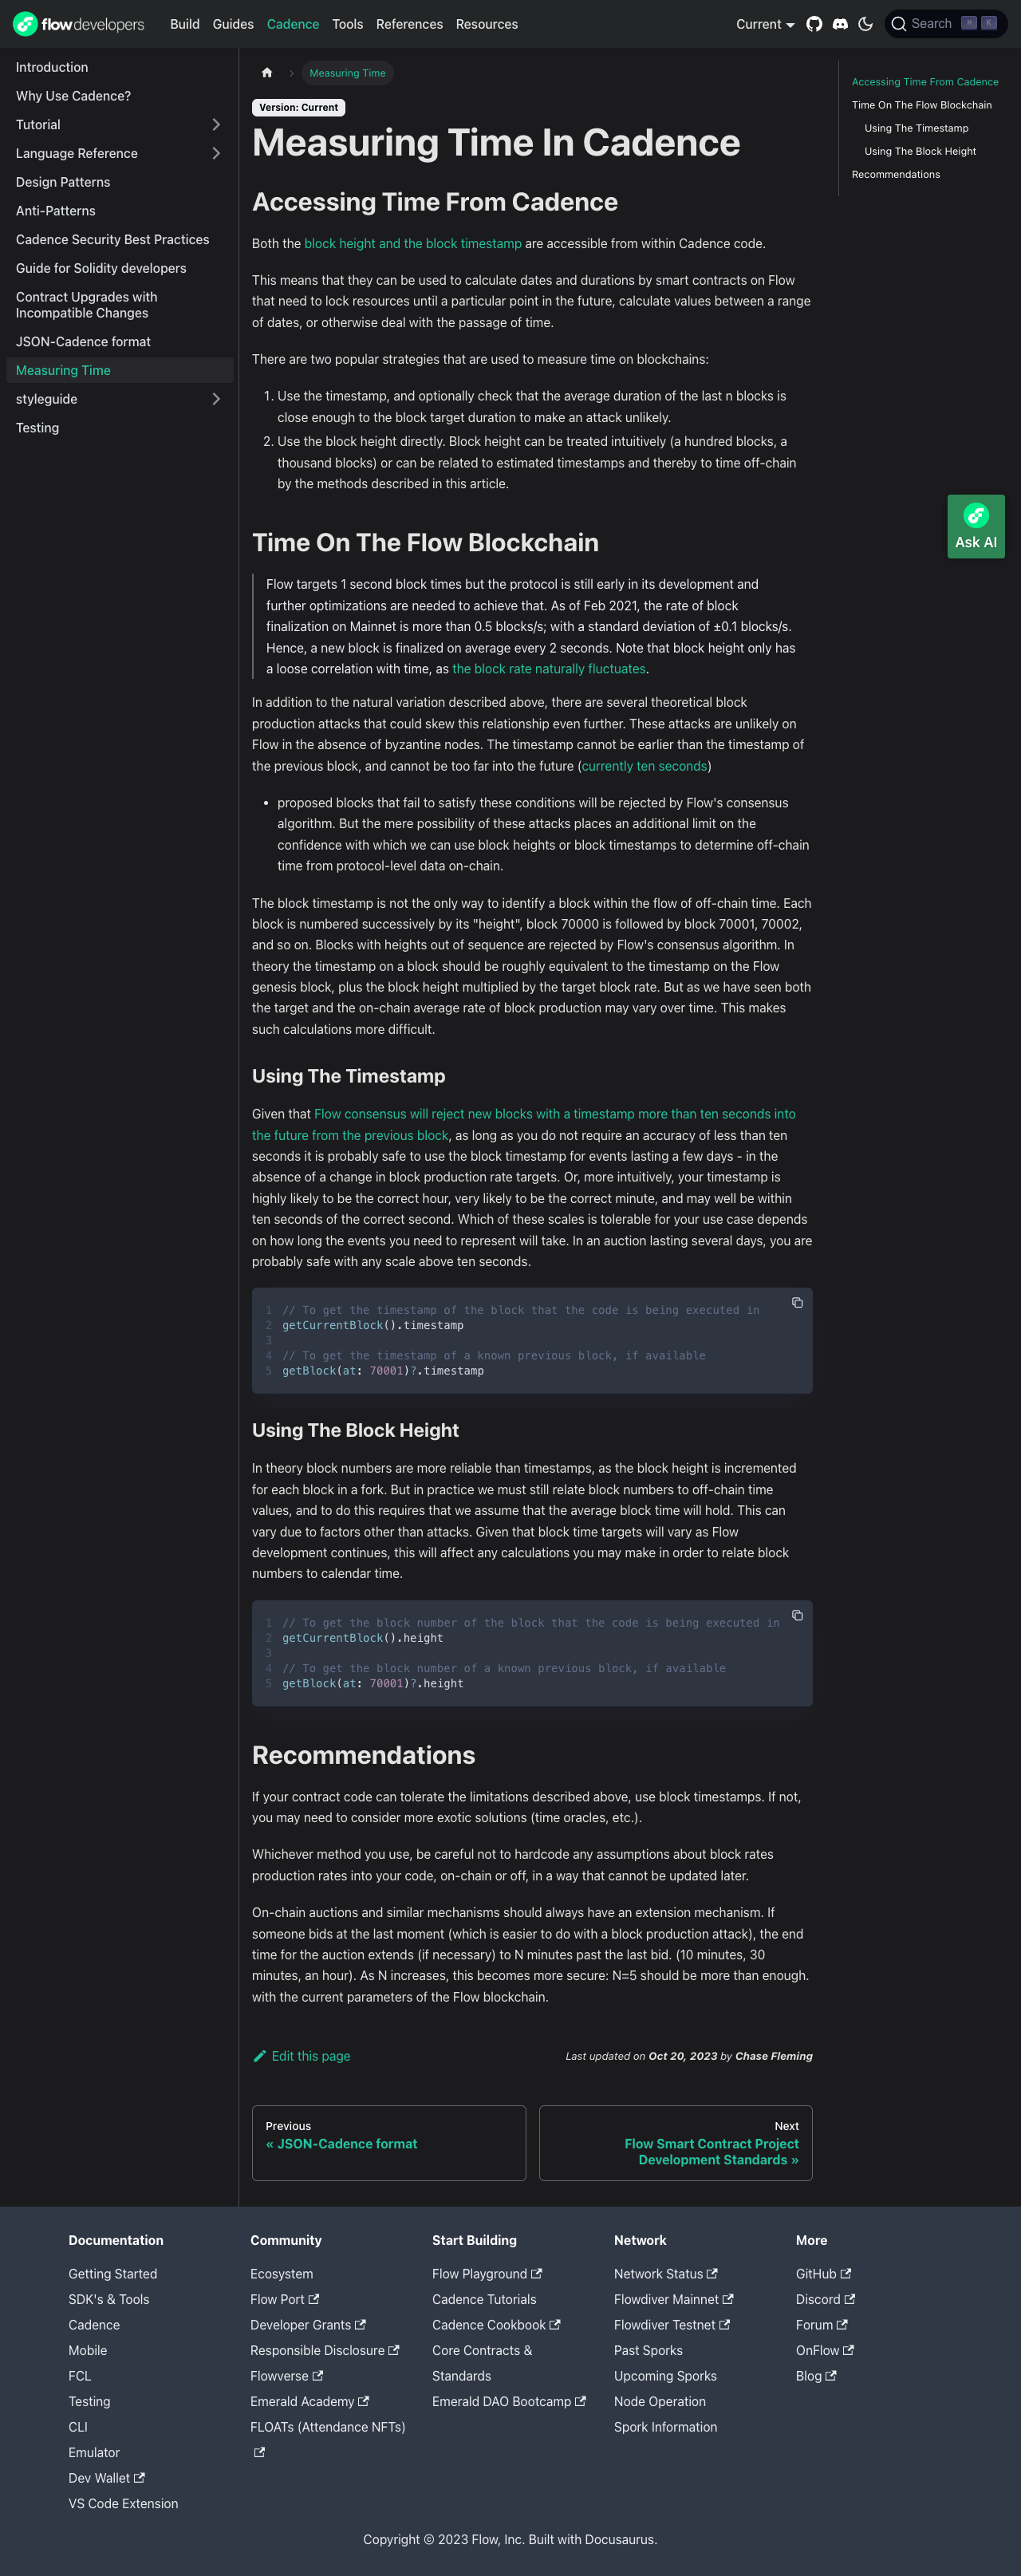 flow developers
Build Guides Cadence Tools References Resources
Current
Search ⌘ K
Introduction
Why Use Cadence?
Tutorial
Language Reference
Design Patterns
Anti-Patterns
Cadence Security Best Practices
Guide for Solidity developers
Contract Upgrades with
Incompatible Changes
JSON-Cadence format
Measuring Time
styleguide
Testing
Measuring Time
Version: Current
Measuring Time In Cadence
Accessing Time From Cadence
Both the block height and the block timestamp are accessible from within Cadence code.
This means that they can be used to calculate dates and durations by smart contracts on Flow
that need to lock resources until a particular point in the future, calculate values between a range
of dates, or otherwise deal with the passage of time.
There are two popular strategies that are used to measure time on blockchains:
1. Use the timestamp, and optionally check that the average duration of the last n blocks is
close enough to the block target duration to make an attack unlikely.
2. Use the block height directly. Block height can be treated intuitively (a hundred blocks, a
thousand blocks) or can be related to estimated timestamps and thereby to time off-chain
by the methods described in this article.
Time On The Flow Blockchain
Flow targets 1 second block times but the protocol is still early in its development and
further optimizations are needed to achieve that. As of Feb 2021, the rate of block
finalization on Mainnet is more than 0.5 blocks/s; with a standard deviation of ±0.1 blocks/s.
Hence, a new block is finalized on average every 2 seconds. Note that block height only has
a loose correlation with time, as the block rate naturally fluctuates.
In addition to the natural variation described above, there are several theoretical block
production attacks that could skew this relationship even further. These attacks are unlikely on
Flow in the absence of byzantine nodes. The timestamp cannot be earlier than the timestamp of
the previous block, and cannot be too far into the future (currently ten seconds)
• proposed blocks that fail to satisfy these conditions will be rejected by Flow's consensus
algorithm. But the mere possibility of these attacks places an additional limit on the
confidence with which we can use block heights or block timestamps to determine off-chain
time from protocol-level data on-chain.
The block timestamp is not the only way to identify a block within the flow of off-chain time. Each
block is numbered successively by its "height", block 70000 is followed by block 70001, 70002,
and so on. Blocks with heights out of sequence are rejected by Flow's consensus algorithm. In
theory the timestamp on a block should be roughly equivalent to the timestamp on the Flow
genesis block, plus the block height multiplied by the target block rate. But as we have seen both
the target and the on-chain average rate of block production may vary over time. This makes
such calculations more difficult.
Using The Timestamp
Given that Flow consensus will reject new blocks with a timestamp more than ten seconds into
the future from the previous block, as long as you do not require an accuracy of less than ten
seconds it is probably safe to use the block timestamp for events lasting a few days - in the
absence of a change in block production rate targets. Or, more intuitively, your timestamp is
highly likely to be the correct hour, very likely to be the correct minute, and may well be within
ten seconds of the correct second. Which of these scales is tolerable for your use case depends
on how long the events you need to represent will take. In an auction lasting several days, you are
probably safe with any scale above ten seconds.
1 // To get the timestamp of the block that the code is being executed in
2 getCurrentBlock().timestamp
3
4 // To get the timestamp of a known previous block, if available
5 getBlock(at: 70001)?.timestamp
Using The Block Height
In theory block numbers are more reliable than timestamps, as the block height is incremented
for each block in a fork. But in practice we must still relate block numbers to off-chain time
values, and to do this requires that we assume that the average block time will hold. This can
vary due to factors other than attacks. Given that block time targets will vary as Flow
development continues, this will affect any calculations you may make in order to relate block
numbers to calendar time.
1 // To get the block number of the block that the code is being executed in
2 getCurrentBlock().height
3
4 // To get the block number of a known previous block, if available
5 getBlock(at: 70001)?.height
Recommendations
If your contract code can tolerate the limitations described above, use block timestamps. If not,
you may need to consider more exotic solutions (time oracles, etc.).
Whichever method you use, be careful not to hardcode any assumptions about block rates
production rates into your code, on-chain or off, in a way that cannot be updated later.
On-chain auctions and similar mechanisms should always have an extension mechanism. If
someone bids at the last moment (which is easier to do with a block production attack), the end
time for the auction extends (if necessary) to N minutes past the last bid. (10 minutes, 30
minutes, an hour). As N increases, this becomes more secure: N=5 should be more than enough.
with the current parameters of the Flow blockchain.
Edit this page
Last updated on Oct 20, 2023 by Chase Fleming
Previous
« JSON-Cadence format
Next
Flow Smart Contract Project
Development Standards »
Accessing Time From Cadence
Time On The Flow Blockchain
Using The Timestamp
Using The Block Height
Recommendations
Ask AI
Documentation
Getting Started
SDK's & Tools
Cadence
Mobile
FCL
Testing
CLI
Emulator
Dev Wallet
VS Code Extension
Community
Ecosystem
Flow Port
Developer Grants
Responsible Disclosure
Flowverse
Emerald Academy
FLOATs (Attendance NFTs)
Start Building
Flow Playground
Cadence Tutorials
Cadence Cookbook
Core Contracts &
Standards
Emerald DAO Bootcamp
Network
Network Status
Flowdiver Mainnet
Flowdiver Testnet
Past Sporks
Upcoming Sporks
Node Operation
Spork Information
More
GitHub
Discord
Forum
OnFlow
Blog
Copyright © 2023 Flow, Inc. Built with Docusaurus.